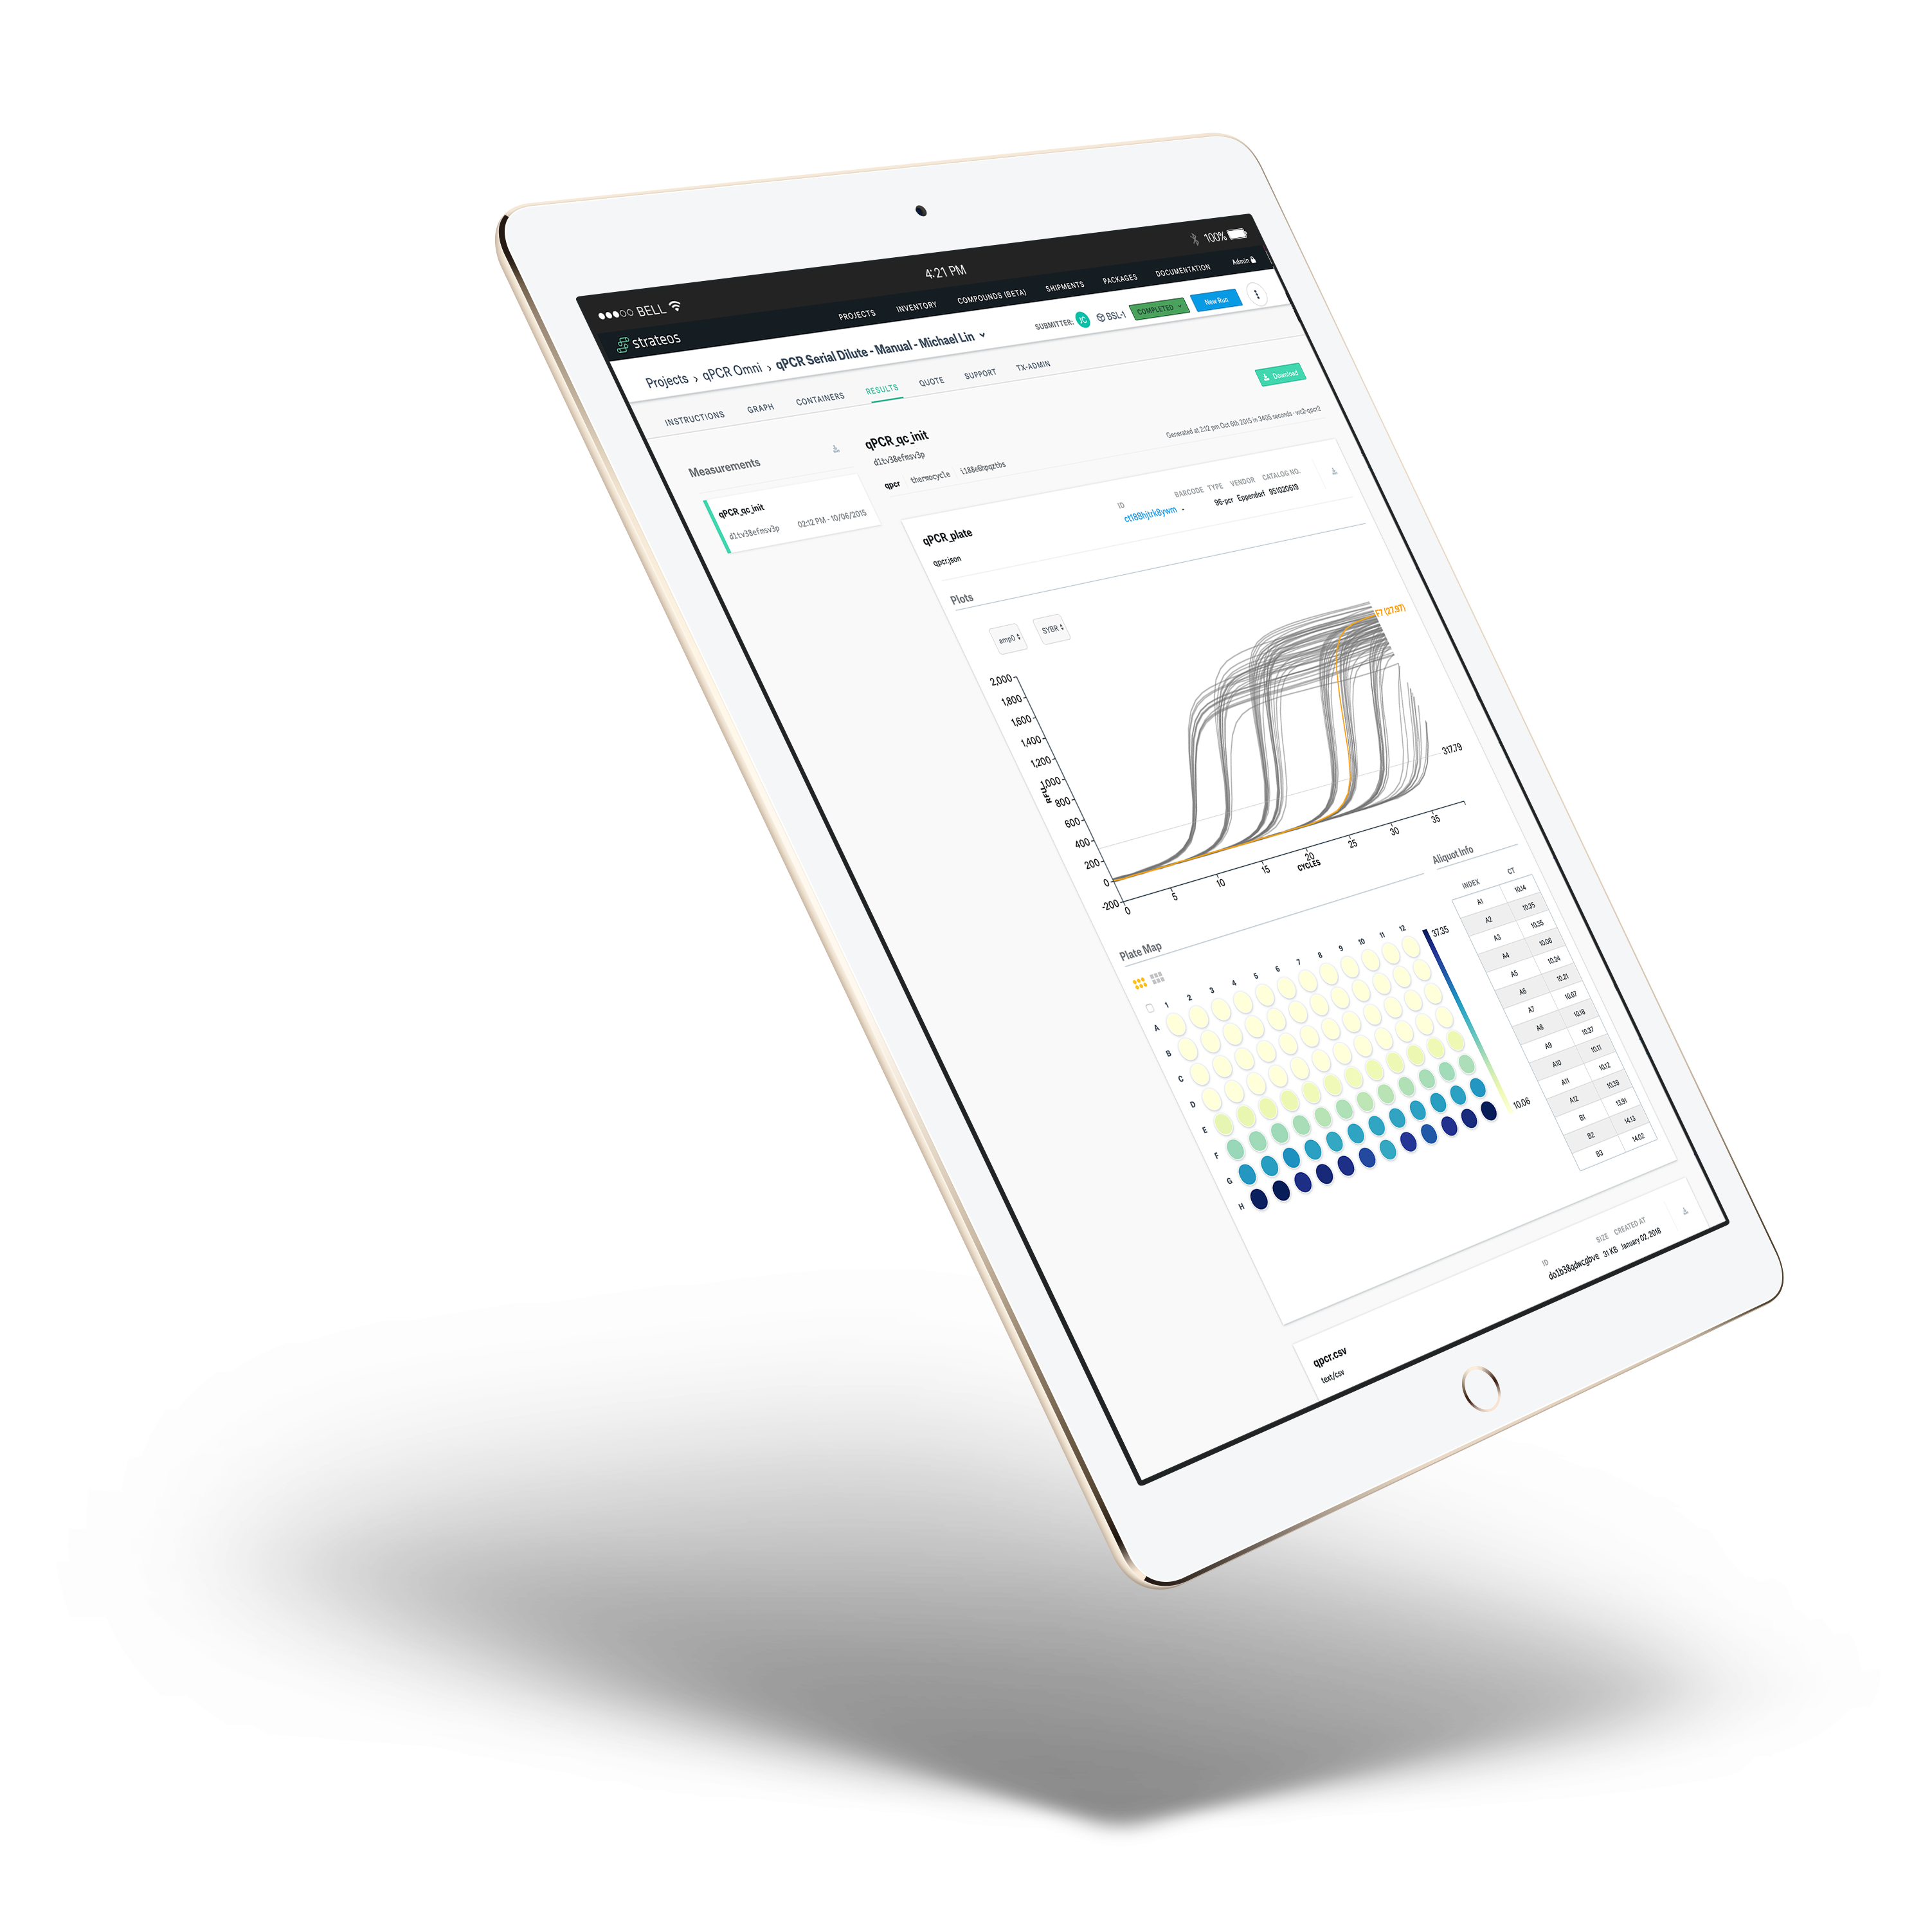 BELL
4:21 PM
100%
strateos
PROJECTS INVENTORY COMPOUNDS (BETA) SHIPMENTS PACKAGES DOCUMENTATION Admin
Projects › qPCR Omni › qPCR Serial Dilute - Manual - Michael Lin
SUBMITTER: IC BSL-1 COMPLETED New Run
INSTRUCTIONS GRAPH CONTAINERS RESULTS QUOTE SUPPORT TX-ADMIN
Download
Measurements
qPCR_qc_init
d1tv38efmsv3p 02:12 PM - 10/06/2015
qPCR_qc_init
d1tv38efmsv3p
qpcr thermocycle i188e6hpqztbs
Generated at 2:12 pm Oct 6th 2015 in 3405 seconds - wc2-qpcr2
qPCR_plate
qpcr.json
ID BARCODE TYPE VENDOR CATALOG NO.
ct188hjtrk8ywm - 96-pcr Eppendorf 951020619
Plots
amp0 SYBR
F7 (27.97)
317.79
2,000
1,800
1,600
1,400
1,200
1,000
800
600
400
200
0
-200
RFU
0 5 10 15 20 25 30 35
CYCLES
Plate Map
1 2 3 4 5 6 7 8 9 10 11 12
A
B
C
D
E
F
G
H
37.35
10.06
Aliquot Info
INDEX CT
A1 10.14
A2 10.35
A3 10.35
A4 10.06
A5 10.24
A6 10.21
A7 10.07
A8 10.18
A9 10.37
A10 10.11
A11 10.12
A12 10.39
B1 13.91
B2 14.13
B3 14.02
qpcr.csv
text/csv
ID SIZE CREATED AT
do1b38qdwcgbve 31 KB January 02, 2018